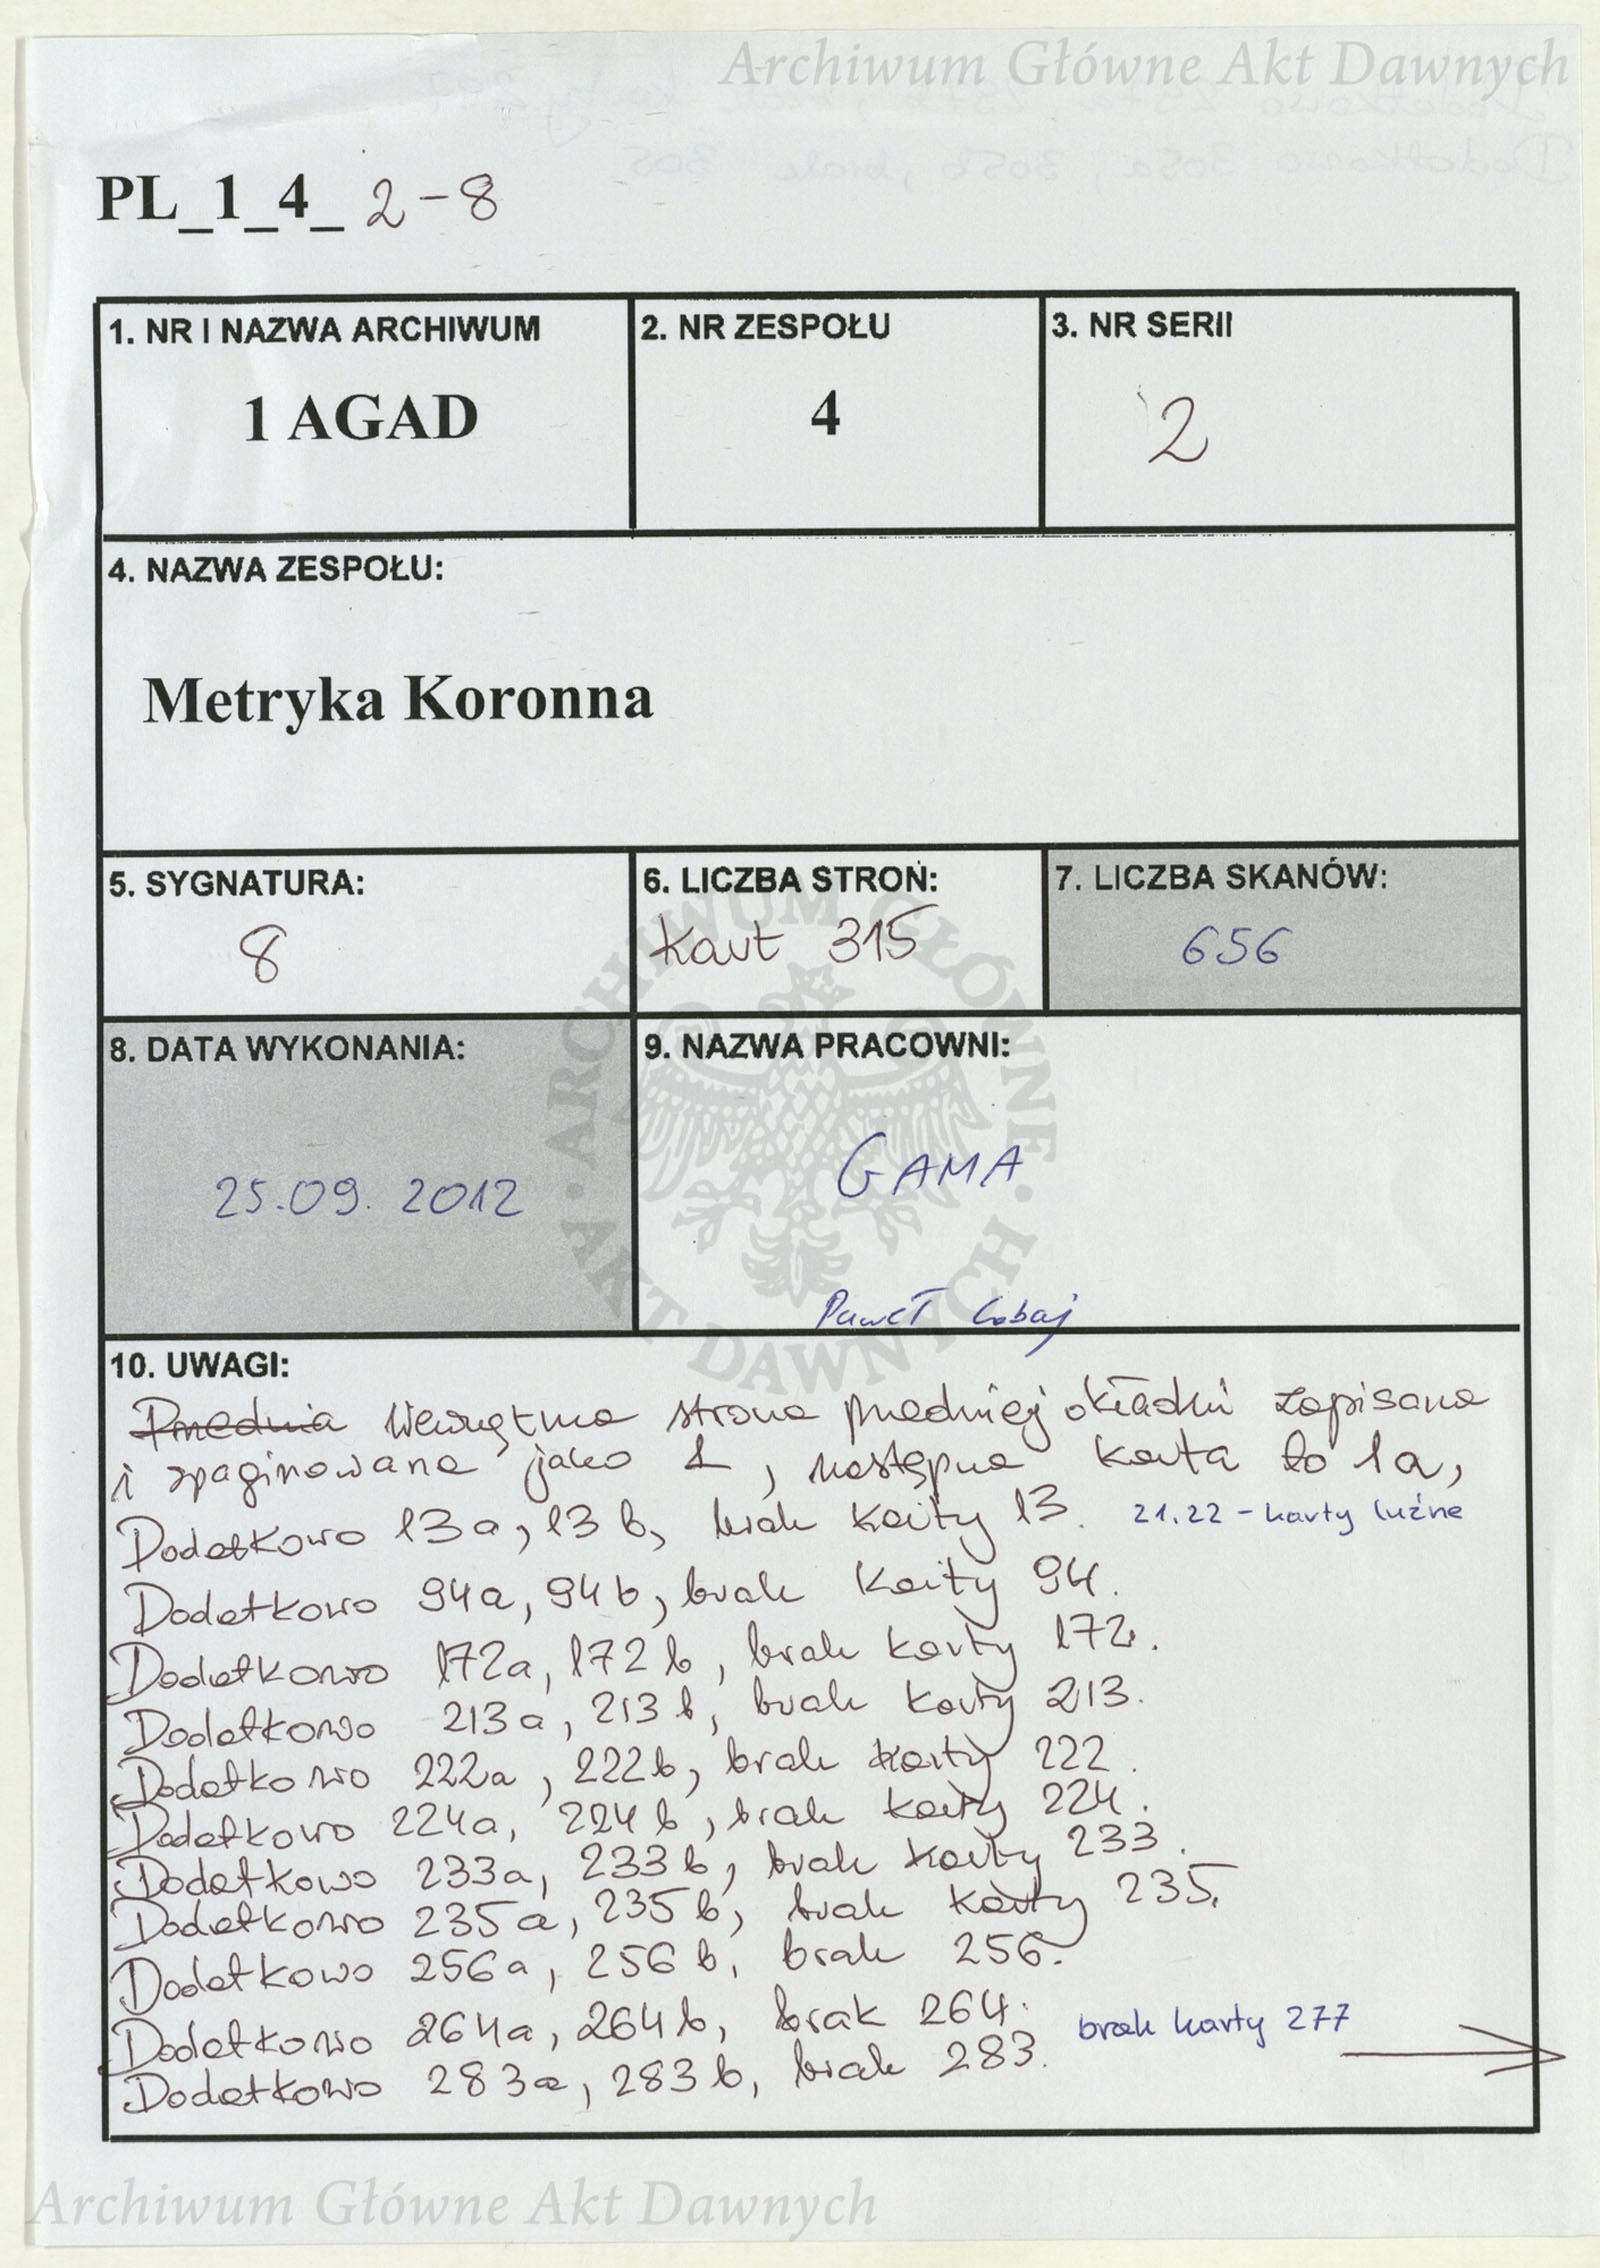 Archiwum Główne Akt Dawnych
Dodatkowo 305a, 305b, brak 305
PL_1_4_ 2-8
1. NR I NAZWA ARCHIWUM
1 AGAD
2. NR ZESPOŁU
4
3. NR SERII
2
4. NAZWA ZESPOŁU:
Metryka Koronna
5. SYGNATURA:
8
6. LICZBA STRON:
kart 315
7. LICZBA SKANÓW:
656
8. DATA WYKONANIA:
25.09.2012
9. NAZWA PRACOWNI:
GAMA
Paweł
ARCHIWUM GŁÓWNE AKT DAWNYCH
10. UWAGI:
Przednia Wewnętrzna strona przedniej okładki zapisana
i spaginowana jako 1, następna karta to 1a,
Dodatkowo 13a, 13b, brak karty 13. 21.22 - karty luźne
Dodatkowo 94a, 94b, brak karty 94.
Dodatkowo 172a, 172b, brak karty 172.
Dodatkowo 213a, 213b, brak karty 213.
Dodatkowo 222a, 222b, brak karty 222.
Dodatkowo 224a, 224b, brak karty 224.
Dodatkowo 233a, 233b, brak karty 233.
Dodatkowo 235a, 235b, brak karty 235.
Dodatkowo 256a, 256b, brak 256.
Dodatkowo 264a, 264b, brak 264.
Dodatkowo 283a, 283b, brak 283. brak karty 277
Archiwum Główne Akt Dawnych